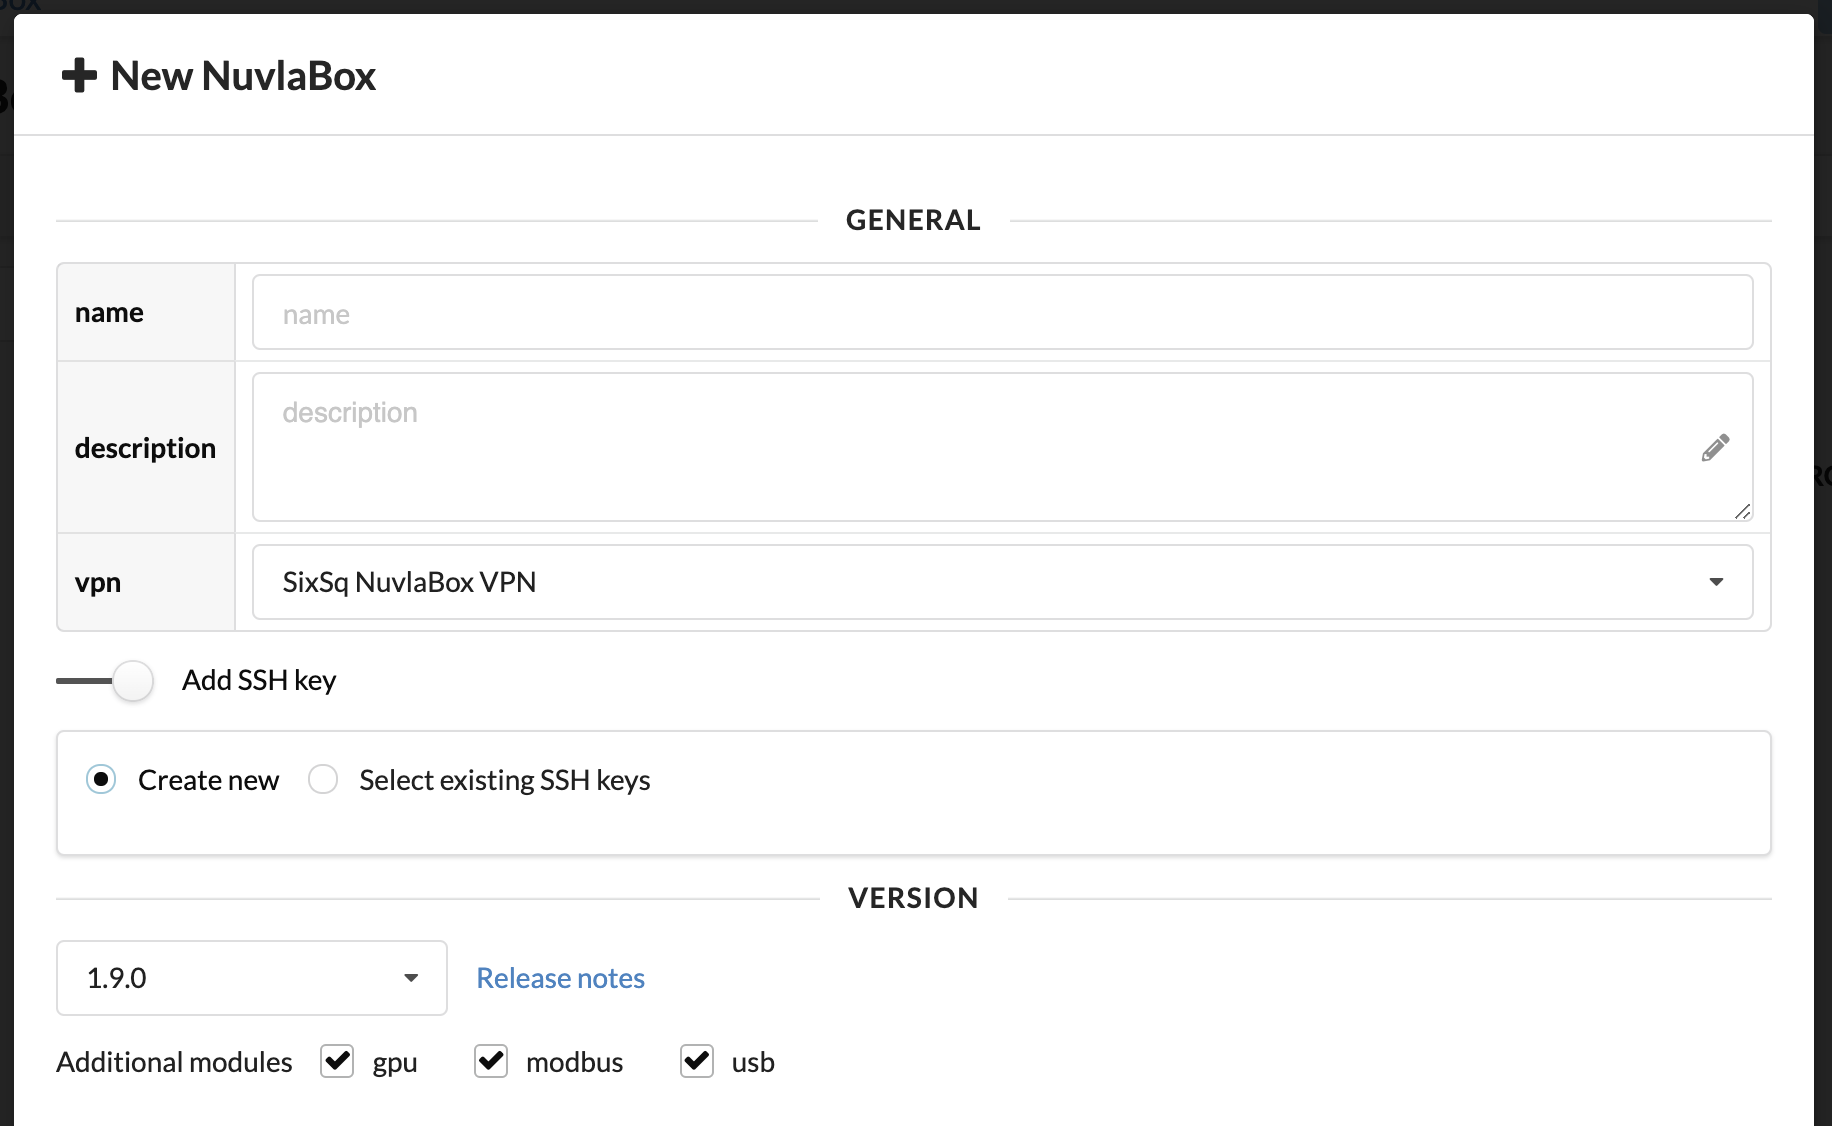 New NuvlaBox
GENERAL
name
name
description
description
vpn
SixSq NuvlaBox VPN
Add SSH key
Create new
Select existing SSH keys
VERSION
1.9.0
Release notes
Additional modules
gpu
modbus
usb